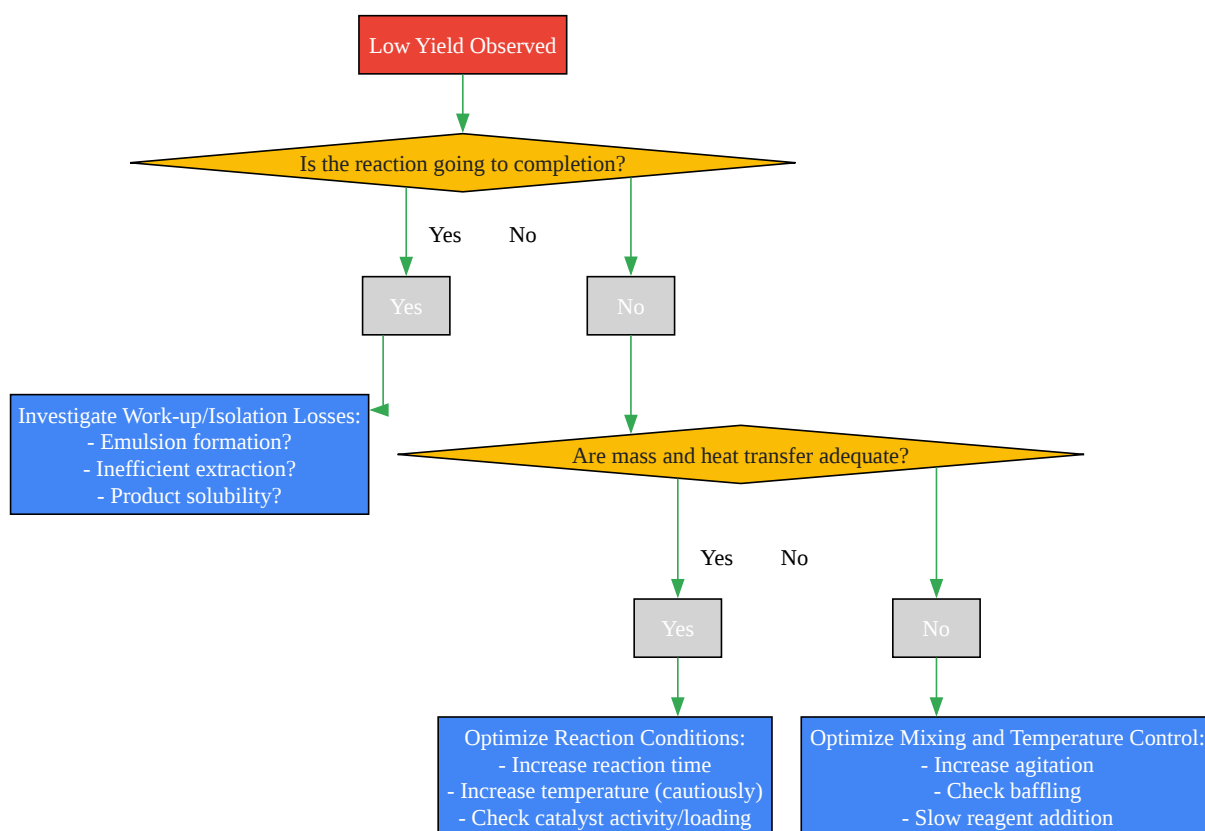 Low Yield Observed
Is the reaction going to completion?
Yes
No
Yes
No
Investigate Work-up/Isolation Losses:
- Emulsion formation?
- Inefficient extraction?
- Product solubility?
Are mass and heat transfer adequate?
Yes
No
Yes
No
Optimize Reaction Conditions:
- Increase reaction time
- Increase temperature (cautiously)
- Check catalyst activity/loading
Optimize Mixing and Temperature Control:
- Increase agitation
- Check baffling
- Slow reagent addition